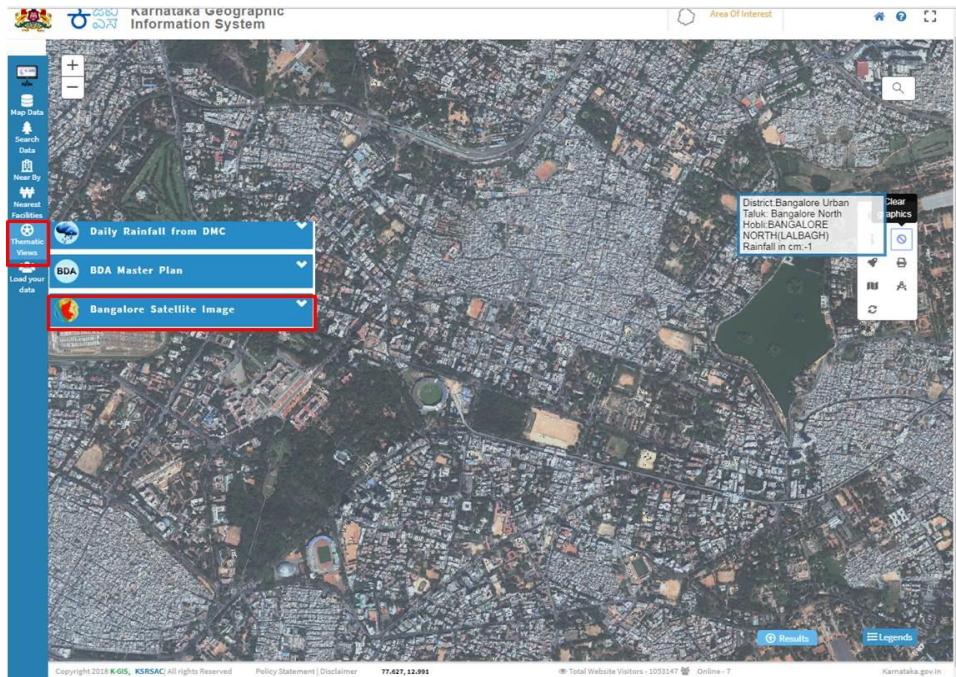 Karnataka Geographic
Information System
Area Of Interest
Map Data
Search
Data
Near By
Nearest
Facilities
Thematic
Views
Load your
data
Daily Rainfall from DMC
BDA
BDA Master Plan
Bangalore Satellite Image
District:Bangalore Urban
Taluk: Bangalore North
Hobli:BANGALORE
NORTH(LALBAGH)
Rainfall in cm:-1
Clear
graphics
Results
Legends
Copyright 2018 K-GIS, KSRSAC| All rights Reserved
Policy Statement | Disclaimer
77.627, 12.991
Total Website Visitors - 1053147
Online - 7
Karnataka.gov.in